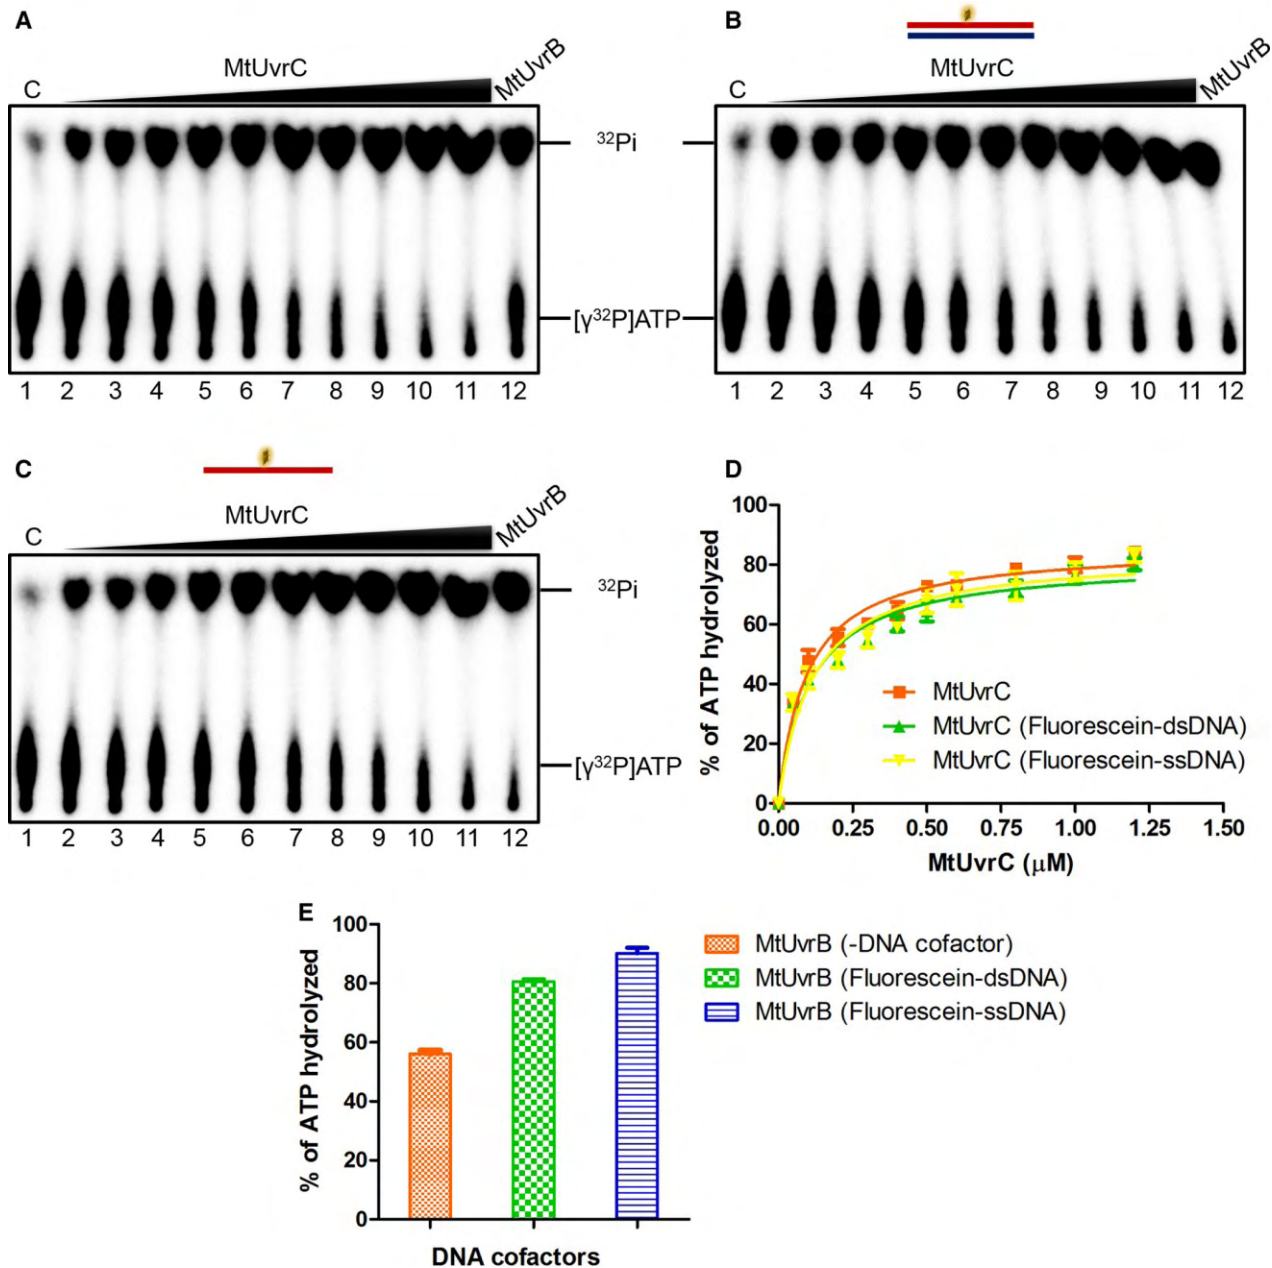 A
MtUvrC
MtUvrB
C
³²Pi
[γ³²P]ATP
1 2 3 4 5 6 7 8 9 10 11 12
B
MtUvrC
MtUvrB
C
1 2 3 4 5 6 7 8 9 10 11 12
C
MtUvrC
MtUvrB
C
³²Pi
[γ³²P]ATP
1 2 3 4 5 6 7 8 9 10 11 12
D
% of ATP hydrolyzed
100
80
60
40
20
0
MtUvrC
MtUvrC (Fluorescein-dsDNA)
MtUvrC (Fluorescein-ssDNA)
0.00 0.25 0.50 0.75 1.00 1.25 1.50
MtUvrC (μM)
E
% of ATP hydrolyzed
100
80
60
40
20
0
DNA cofactors
MtUvrB (-DNA cofactor)
MtUvrB (Fluorescein-dsDNA)
MtUvrB (Fluorescein-ssDNA)